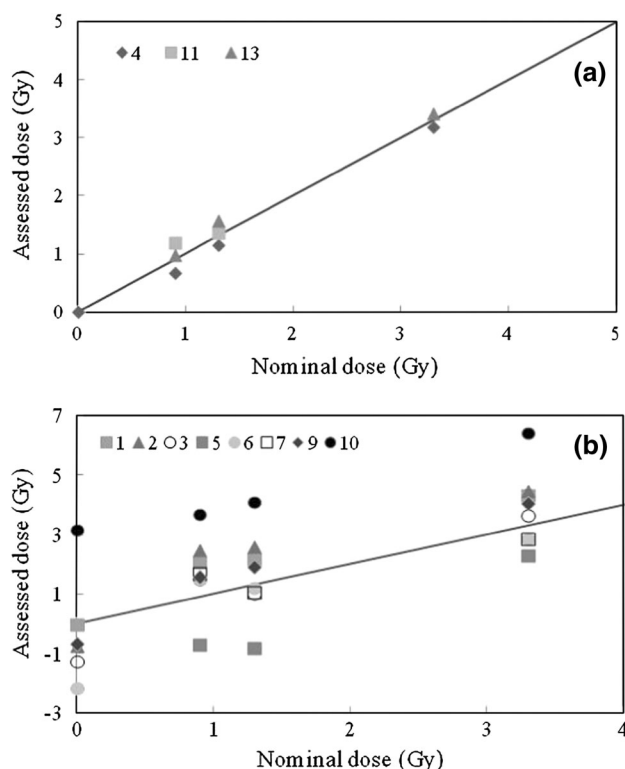 5
4
3
2
1
0
0 1 2 3 4 5
Assessed dose (Gy)
4 11 13
(a)
Nominal dose (Gy)
7
5
3
1
-1
-3
0 1 2 3 4
Assessed dose (Gy)
1 2 3 5 6 7 9 10
(b)
Nominal dose (Gy)